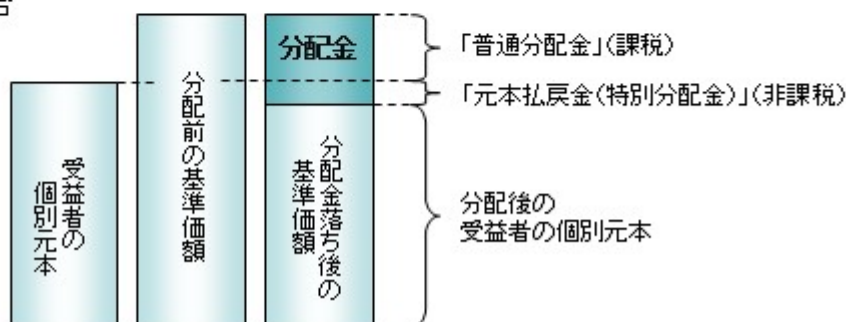 分配金
「普通分配金」(課税)
「元本払戻金(特別分配金)」(非課税)
受益者の
個別元本
分配前の基準価額
分配金落ち後の
基準価額
分配後の
受益者の個別元本